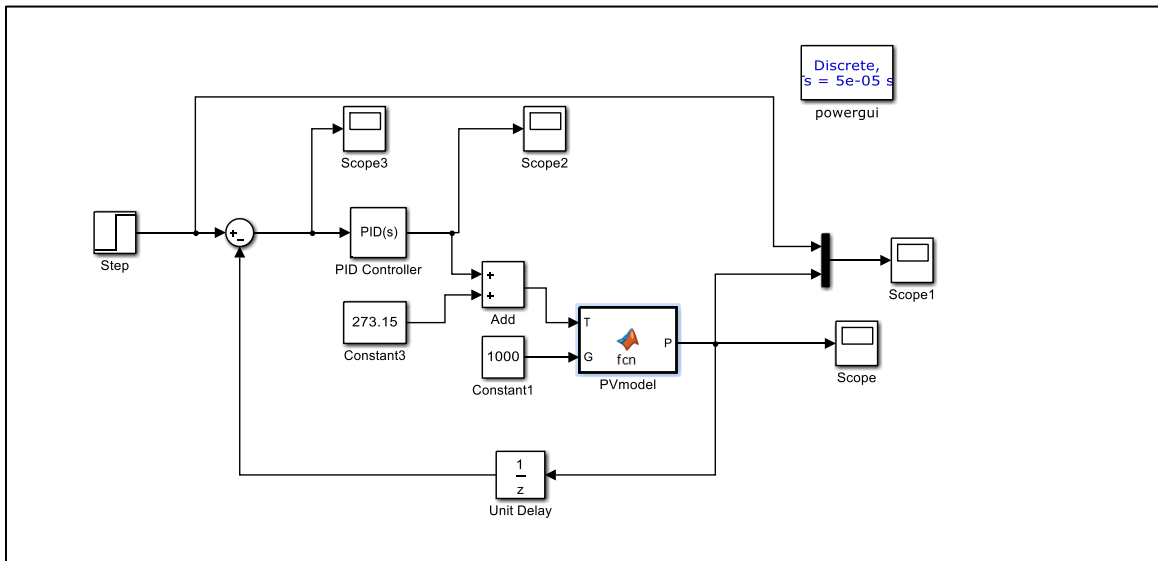 Discrete,
Ts = 5e-05 s
powergui
Scope3
Scope2
+
−
Step
PID(s)
PID Controller
Scope1
273.15
Constant3
+
+
Add
1000
Constant1
T
G
P
fcn
PVmodel
Scope
1
z
Unit Delay